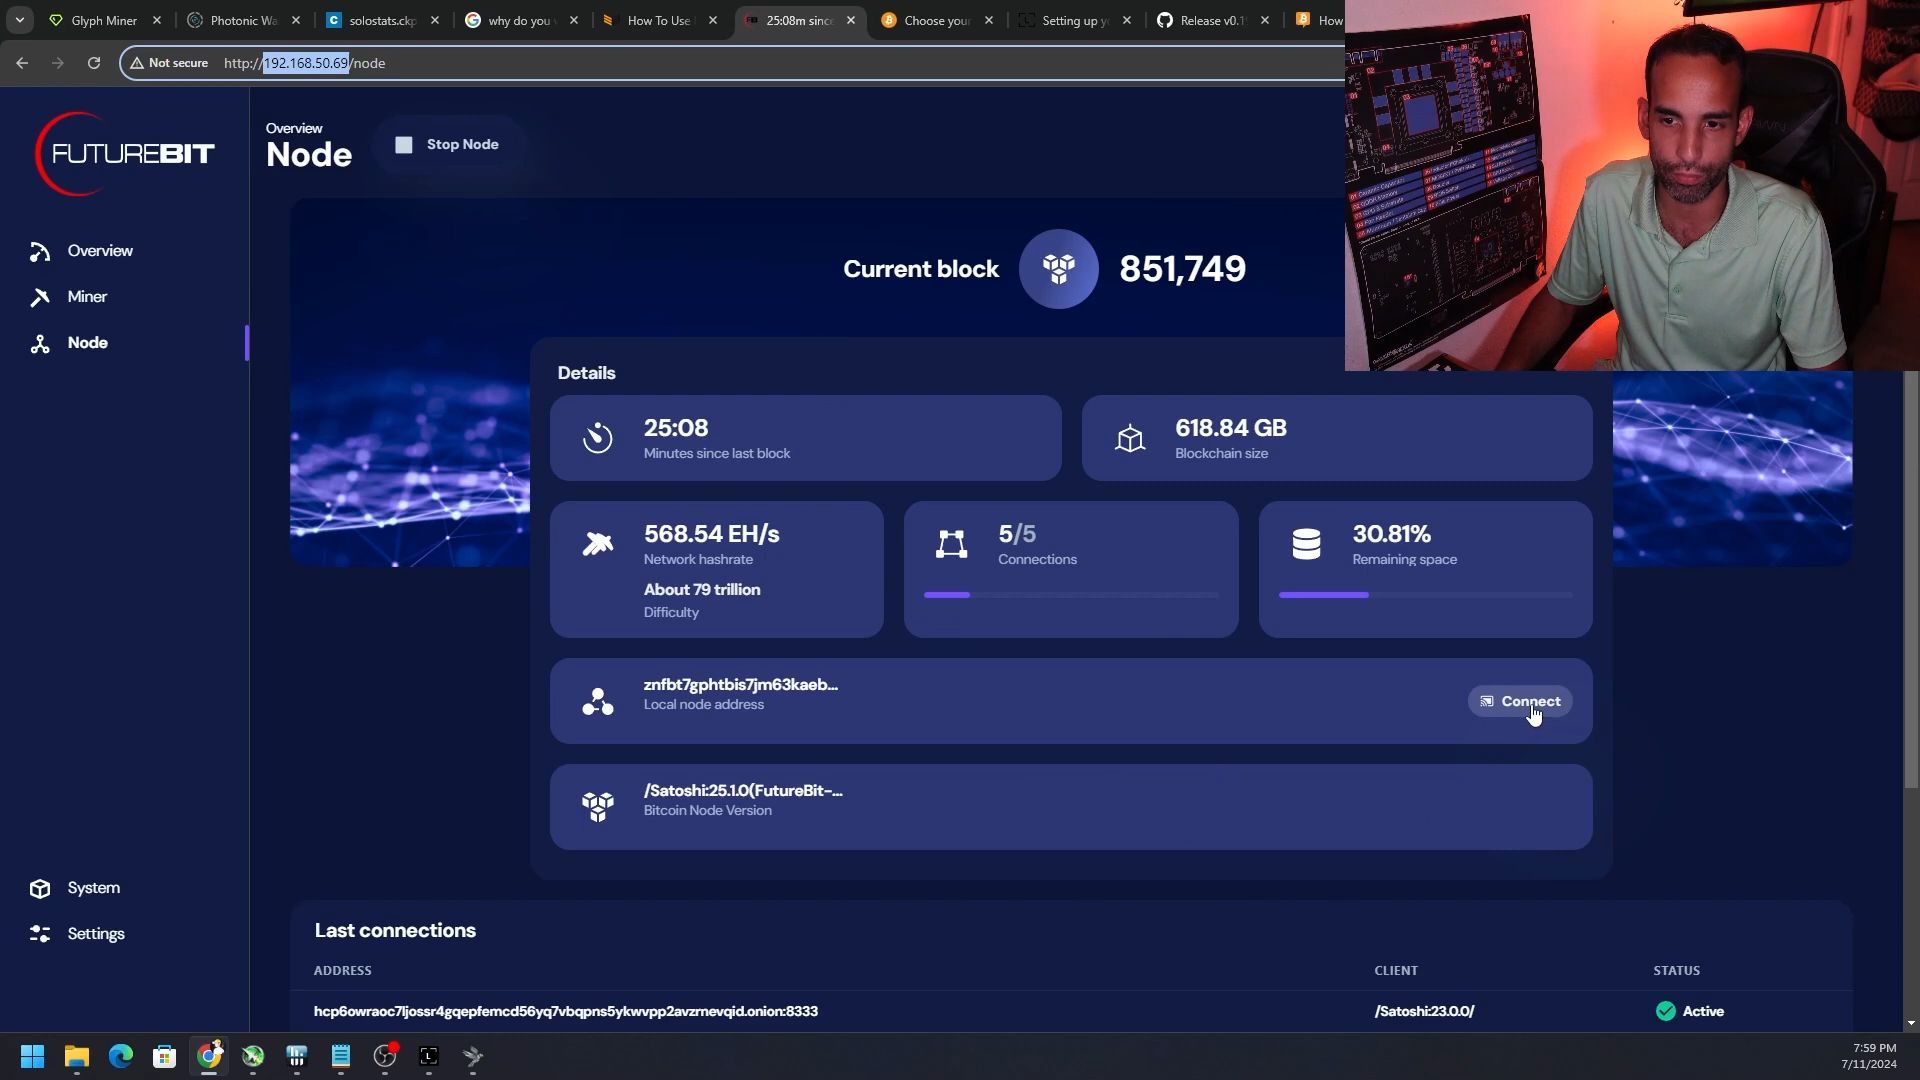 Glyph Miner
Photonic Wa
solostats.ckp
why do you
How To Use
25:08m since
Choose your
Setting up y
Release v0.1
How
Not secure
http://192.168.50.69/node
FUTUREBIT
Overview
Node
Stop Node
Overview
Miner
Node
Current block
851,749
Details
25:08
Minutes since last block
618.84 GB
Blockchain size
568.54 EH/s
Network hashrate
About 79 trillion
Difficulty
5/5
Connections
30.81%
Remaining space
znfbt7gphtbis7jm63kaeb...
Local node address
Connect
/Satoshi:25.1.0(FutureBit-...
Bitcoin Node Version
System
Settings
Last connections
ADDRESS
CLIENT
STATUS
hcp6owraoc7ljossr4gqepfemcd56yq7vbqpns5ykwvpp2avzrnevqid.onion:8333
/Satoshi:23.0.0/
Active
7:59 PM
7/11/2024